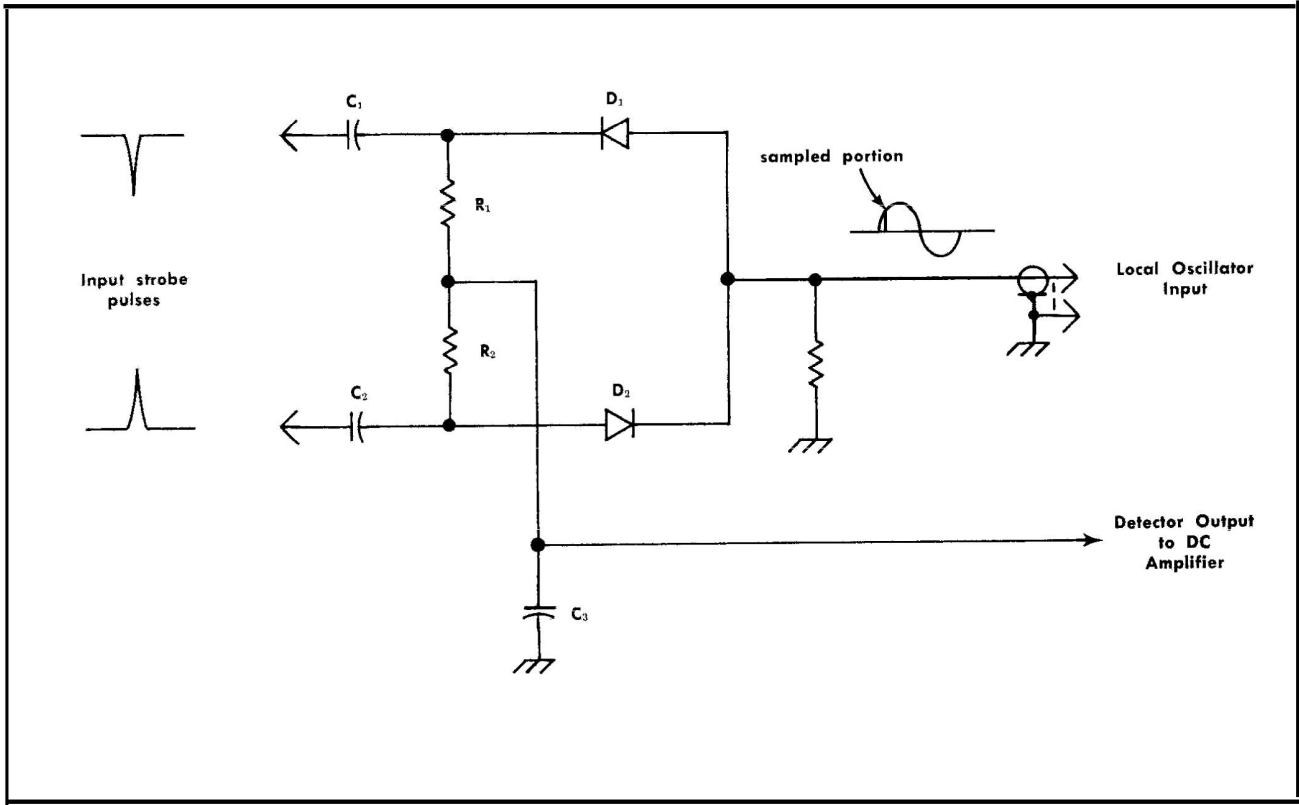 C₁
D₁
sampled portion
R₁
Input strobe
pulses
Local Oscillator
Input
R₂
C₂
D₂
Detector Output
to DC
Amplifier
C₃